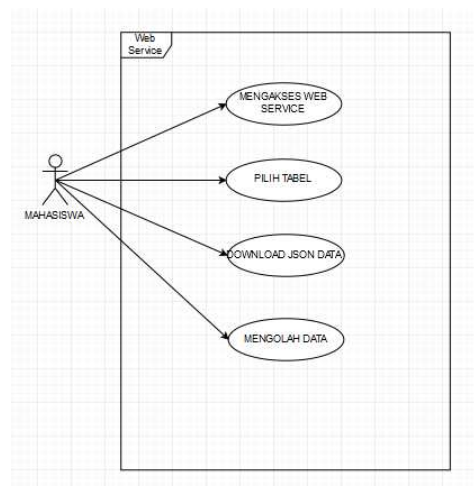 Web
Service
MENGAKSES WEB
SERVICE
PILIH TABEL
MAHASISWA
DOWNLOAD JSON DATA
MENGOLAH DATA